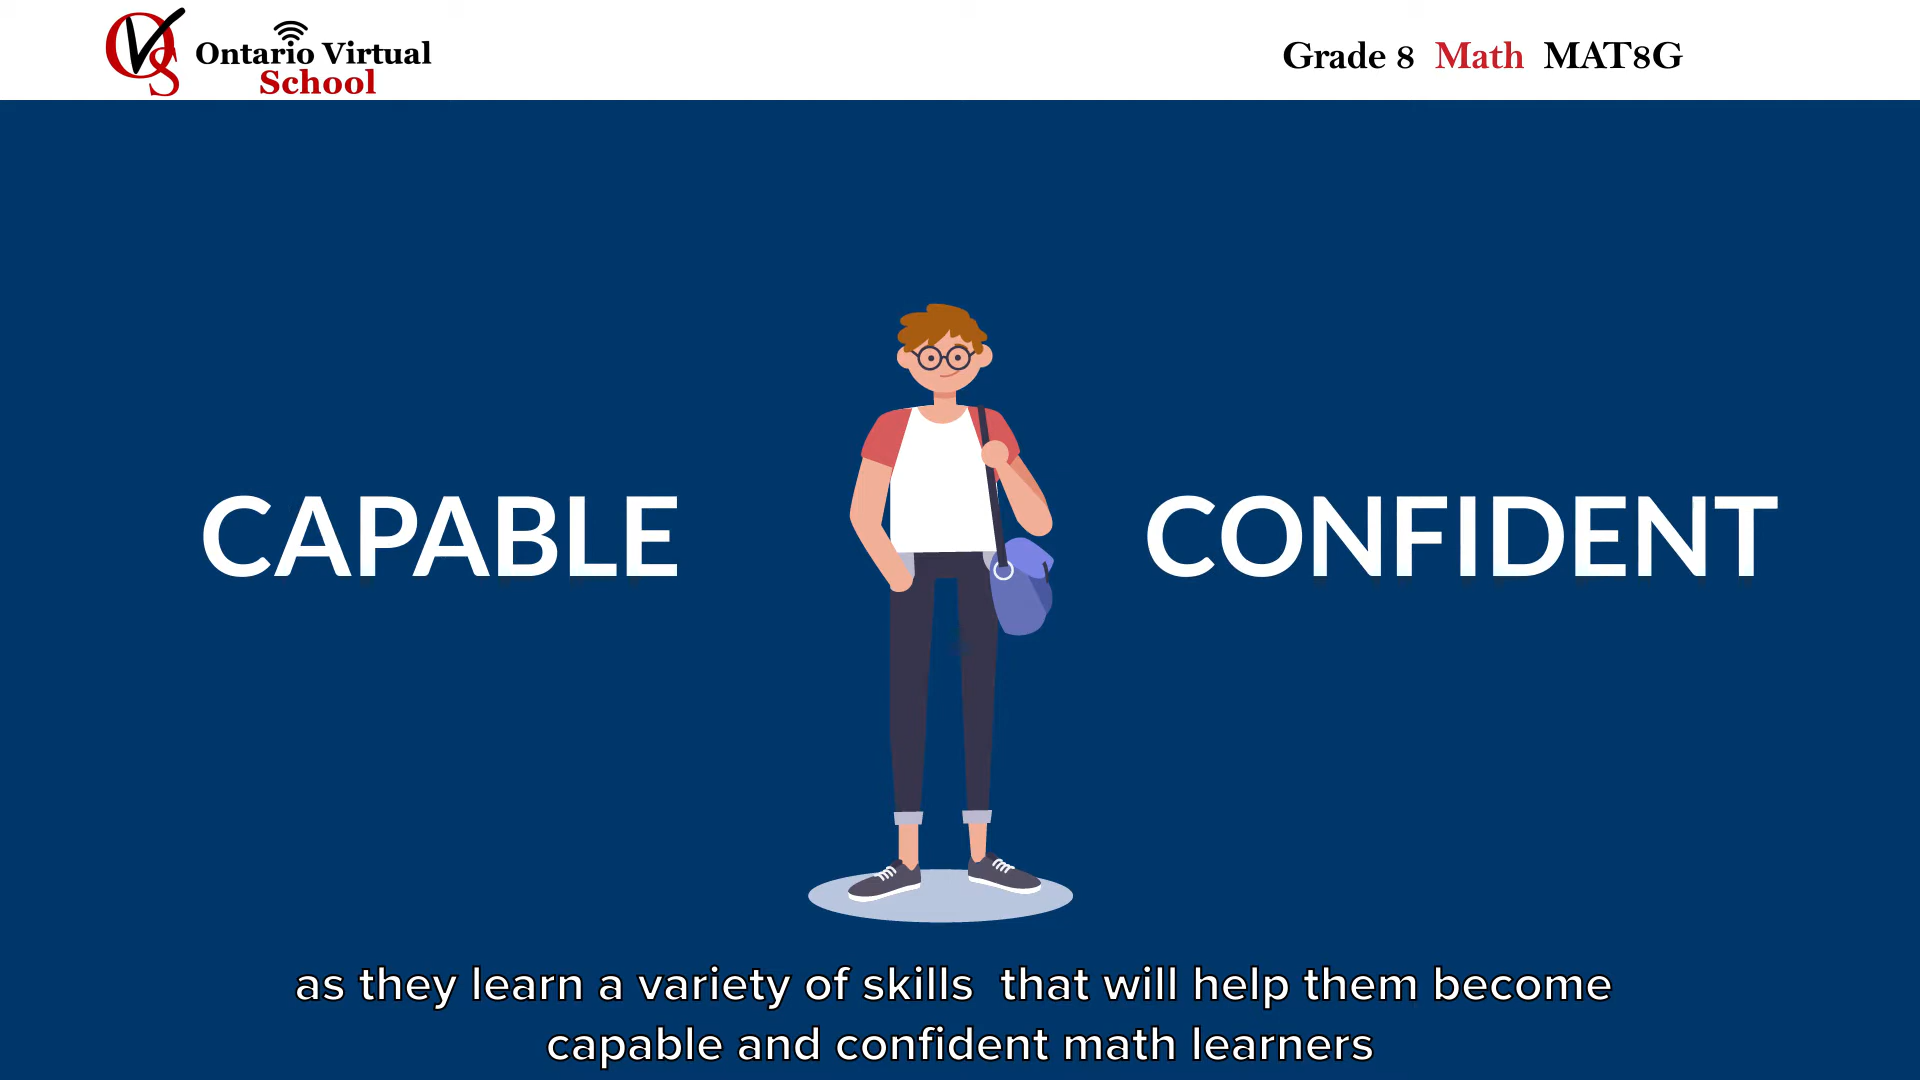 OVS Ontario Virtual School
Grade 8 Math MAT8G
CAPABLE
CONFIDENT
as they learn a variety of skills that will help them become
capable and confident math learners